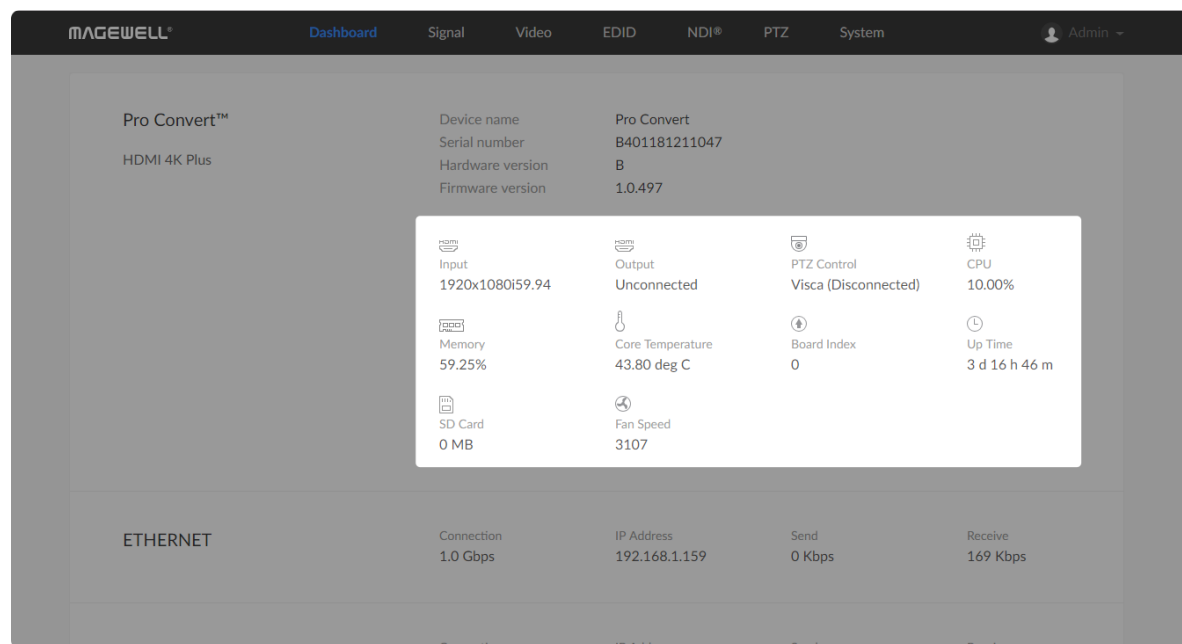 MAGEWELL®
Dashboard Signal Video EDID NDI® PTZ System Admin
Pro Convert™
HDMI 4K Plus
Device name Pro Convert
Serial number B401181211047
Hardware version B
Firmware version 1.0.497
HDMI HDMI
Input Output PTZ Control CPU
1920x1080i59.94 Unconnected Visca (Disconnected) 10.00%
Memory Core Temperature Board Index Up Time
59.25% 43.80 deg C 0 3 d 16 h 46 m
SD Card Fan Speed
0 MB 3107
ETHERNET
Connection IP Address Send Receive
1.0 Gbps 192.168.1.159 0 Kbps 169 Kbps